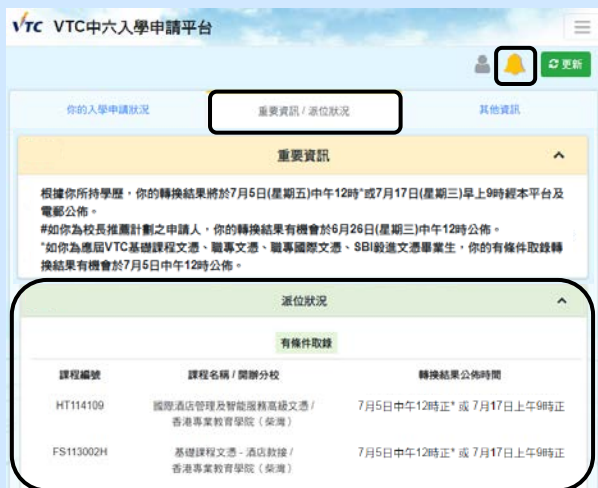 VTC VTC中六入學申請平台
更新
你的入學申請狀況 重要資訊 / 派位狀況 其他資訊
重要資訊
根據你所持學歷，你的轉換結果將於7月5日(星期五)中午12時^或7月17日(星期三)早上9時經本平台及
電郵公佈。
#如你為校長推薦計劃之申請人，你的轉換結果有機會於6月26日(星期三)中午12時公佈。
^如你為應屆VTC基礎課程文憑、職專文憑、職專國際文憑、SBI毅進文憑畢業生，你的有條件取錄轉
換結果有機會於7月5日中午12時公佈。
派位狀況
有條件取錄
課程編號 課程名稱 / 開辦分校 轉換結果公佈時間
HT114109 國際酒店管理及智能服務高級文憑 / 7月5日中午12時正* 或 7月17日上午9時正
香港專業教育學院（柴灣）
FS113002H 基礎課程文憑 - 酒店款接 / 7月5日中午12時正* 或 7月17日上午9時正
香港專業教育學院（柴灣）